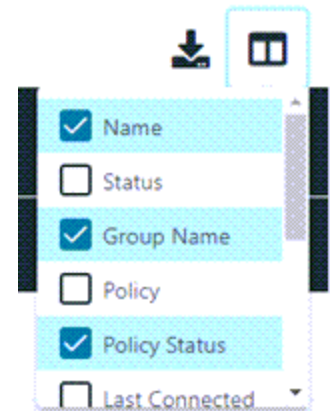 Name
Status
Group Name
Policy
Policy Status
Last Connected